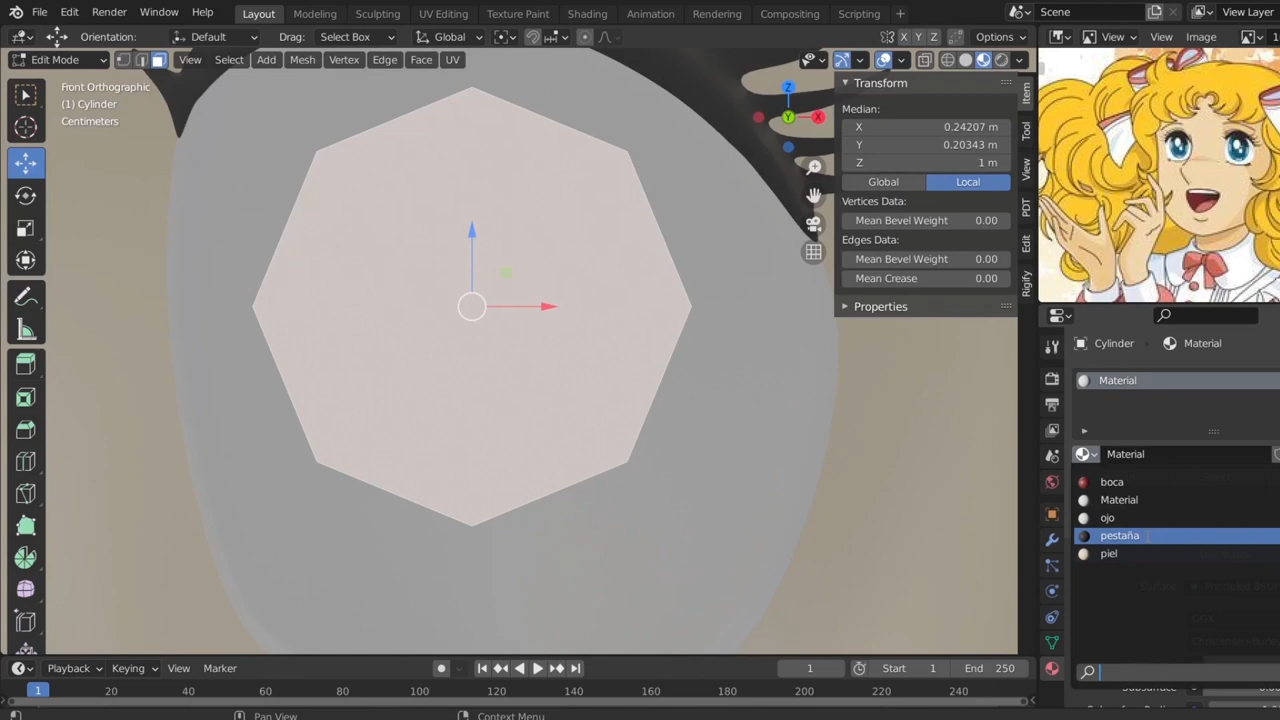 File Edit Render Window Help Layout Modeling Sculpting UV Editing Texture Paint Shading Animation Rendering Compositing Scripting + Scene View Layer
Orientation: Default Drag: Select Box Global X Y Z Options View View Image
Edit Mode View Select Add Mesh Vertex Edge Face UV
Front Orthographic
(1) Cylinder
Centimeters
Z
Y X
Transform
Median:
X 0.24207 m
Y 0.20343 m
Z 1 m
Global Local
Vertices Data:
Mean Bevel Weight 0.00
Edges Data:
Mean Bevel Weight 0.00
Mean Crease 0.00
Properties
Item
Tool
View
PDT
Edit
Rigify
Cylinder Material
Material
Material
boca
Material
ojo
pestaña
piel
Surface
Playback Keying View Marker 1 Start 1 End 250
1 20 40 60 80 100 120 140 160 180 200 220 240
Subsurface
Pan View Context Menu